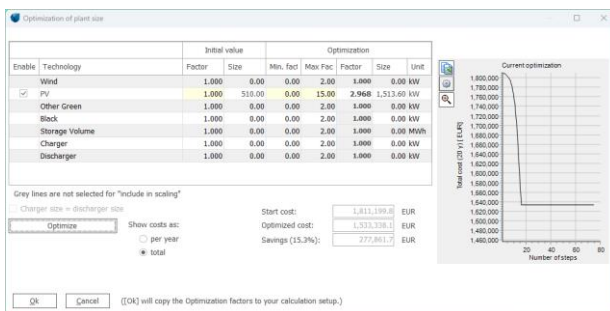 Optimization of plant size
Initial value Optimization
Enable Technology Factor Size Min. fact Max Fac Factor Size Unit
Wind 1.000 0.00 0.00 2.00 1.000 0.00 kW
PV 1.000 510.00 0.00 15.00 2.968 1,513.60 kW
Other Green 1.000 0.00 0.00 2.00 1.000 0.00 kW
Black 1.000 0.00 0.00 2.00 1.000 0.00 kW
Storage Volume 1.000 0.00 0.00 2.00 1.000 0.00 MWh
Charger 1.000 0.00 0.00 2.00 1.000 0.00 kW
Discharger 1.000 0.00 0.00 2.00 1.000 0.00 kW
Grey lines are not selected for "include in scaling"
Charger size = discharger size
Optimize
Show costs as:
per year
total
Start cost: 1,811,199.8 EUR
Optimized cost: 1,533,338.1 EUR
Savings (15.3%): 277,861.7 EUR
Current optimization
Total cost (20 y) [EUR]
1,800,000
1,780,000
1,760,000
1,740,000
1,720,000
1,700,000
1,680,000
1,660,000
1,640,000
1,620,000
1,600,000
1,580,000
1,560,000
1,540,000
1,520,000
1,500,000
1,480,000
1,460,000
20 40 60 80
Number of steps
Ok Cancel ([Ok] will copy the Optimization factors to your calculation setup.)